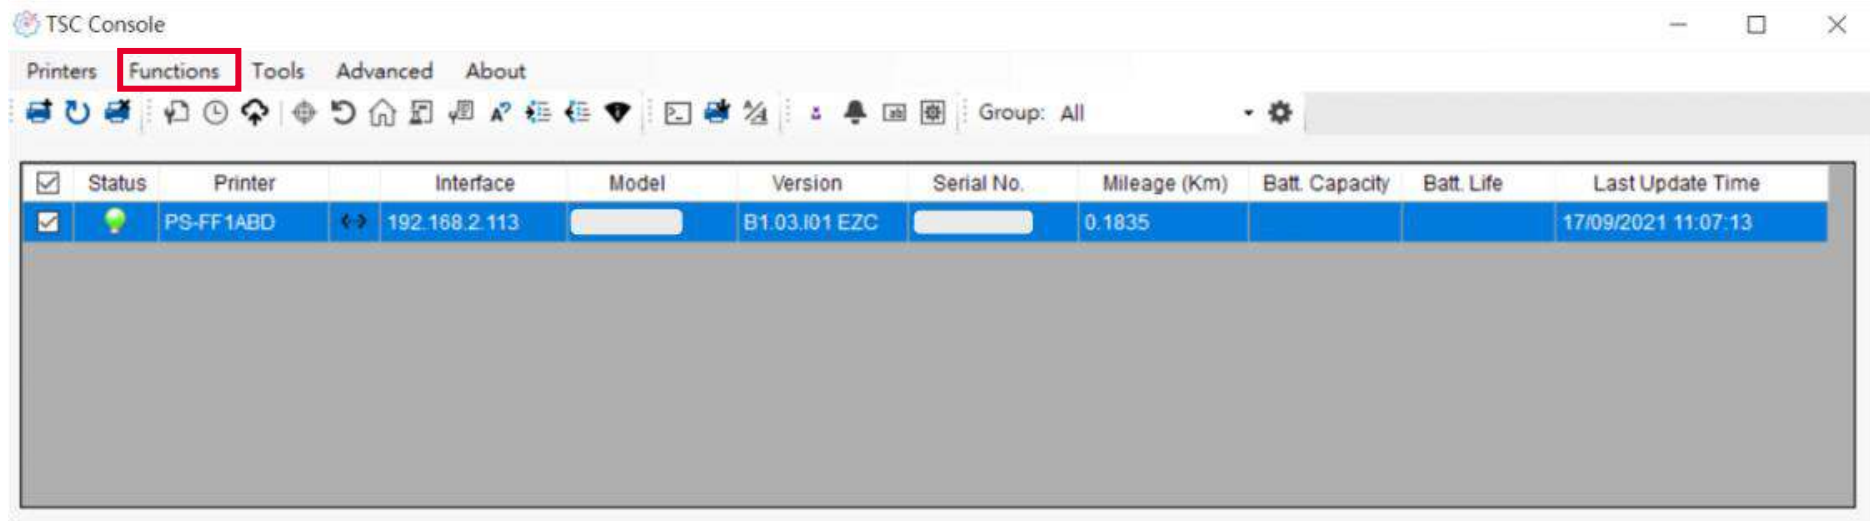 TSC Console
Printers Functions Tools Advanced About
Group: All
Status Printer Interface Model Version Serial No. Mileage (Km) Batt. Capacity Batt. Life Last Update Time
PS-FF1ABD 192.168.2.113 B1.03.I01 EZC 0.1835 17/09/2021 11:07:13